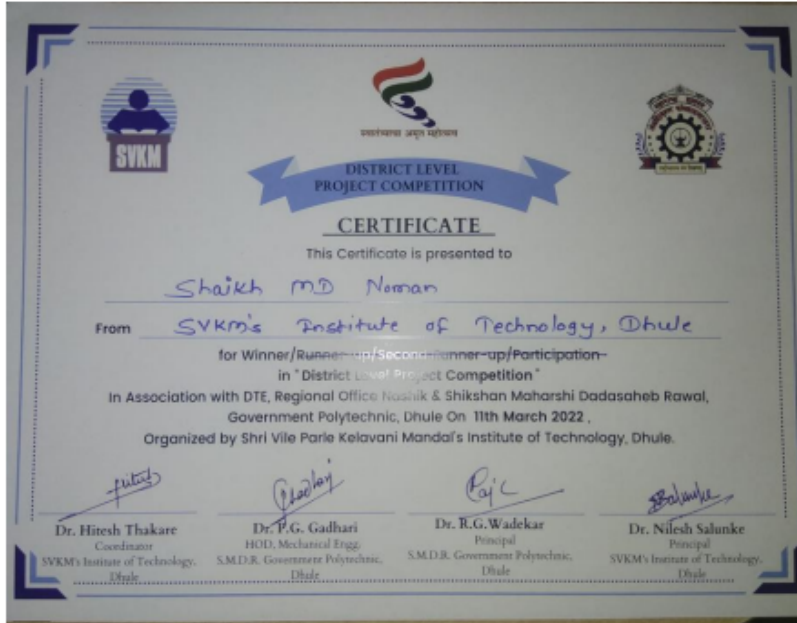 SVKM
स्वातंत्र्याचा अमृत महोत्सव
DISTRICT LEVEL
PROJECT COMPETITION
CERTIFICATE
This Certificate is presented to
Shaikh MD Noman
From SVKM's Institute of Technology, Dhule
for Winner/Runner-up/Second Runner-up/Participation
in "District Level Project Competition"
In Association with DTE, Regional Office Nashik & Shikshan Maharshi Dadasaheb Rawal,
Government Polytechnic, Dhule On 11th March 2022,
Organized by Shri Vile Parle Kelavani Mandal's Institute of Technology, Dhule.
Dr. Hitesh Thakare
Coordinator
SVKM's Institute of Technology,
Dhule
Dr. P.G. Gadhari
HOD, Mechanical Engg.
S.M.D.R. Government Polytechnic,
Dhule
Dr. R.G.Wadekar
Principal
S.M.D.R. Government Polytechnic,
Dhule
Dr. Nilesh Salunke
Principal
SVKM's Institute of Technology,
Dhule